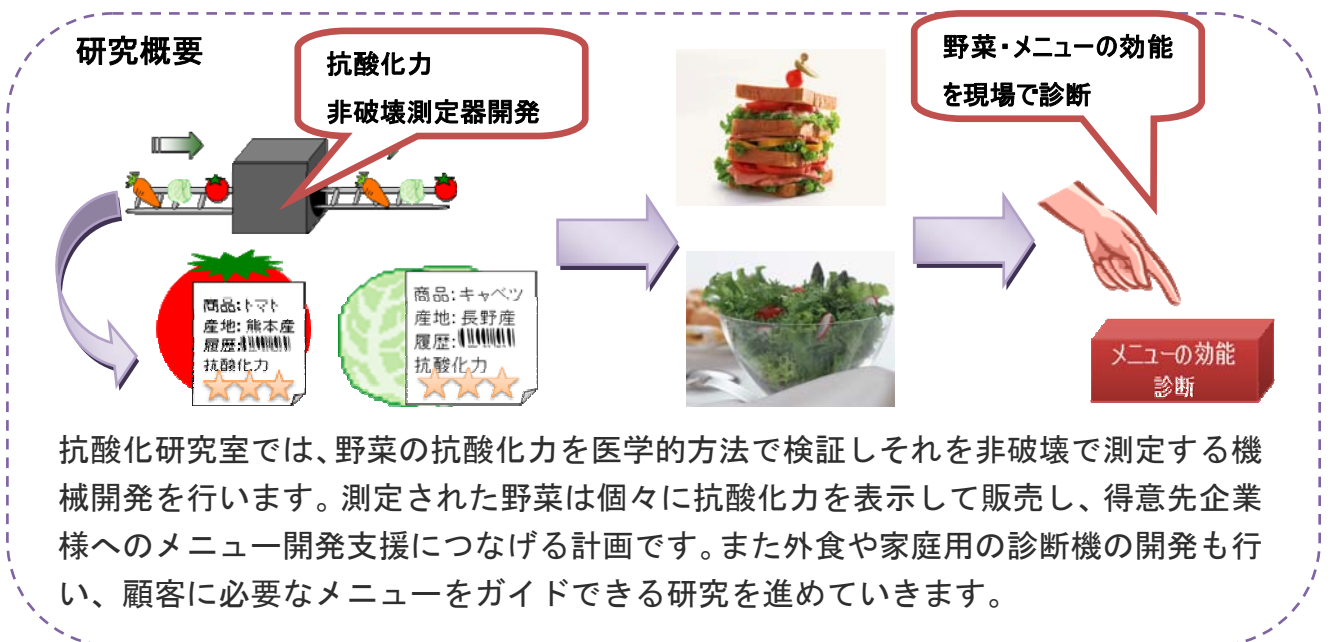 研究概要
抗酸化力
非破壊測定器開発
野菜・メニューの効能
を現場で診断
商品:トマト
産地:熊本産
履歴:
抗酸化力
商品:キャベツ
産地:長野産
履歴:
抗酸化力
メニューの効能
診断
抗酸化研究室では、野菜の抗酸化力を医学的方法で検証しそれを非破壊で測定する機
械開発を行います。測定された野菜は個々に抗酸化力を表示して販売し、得意先企業
様へのメニュー開発支援につなげる計画です。また外食や家庭用の診断機の開発も行
い、顧客に必要なメニューをガイドできる研究を進めていきます。